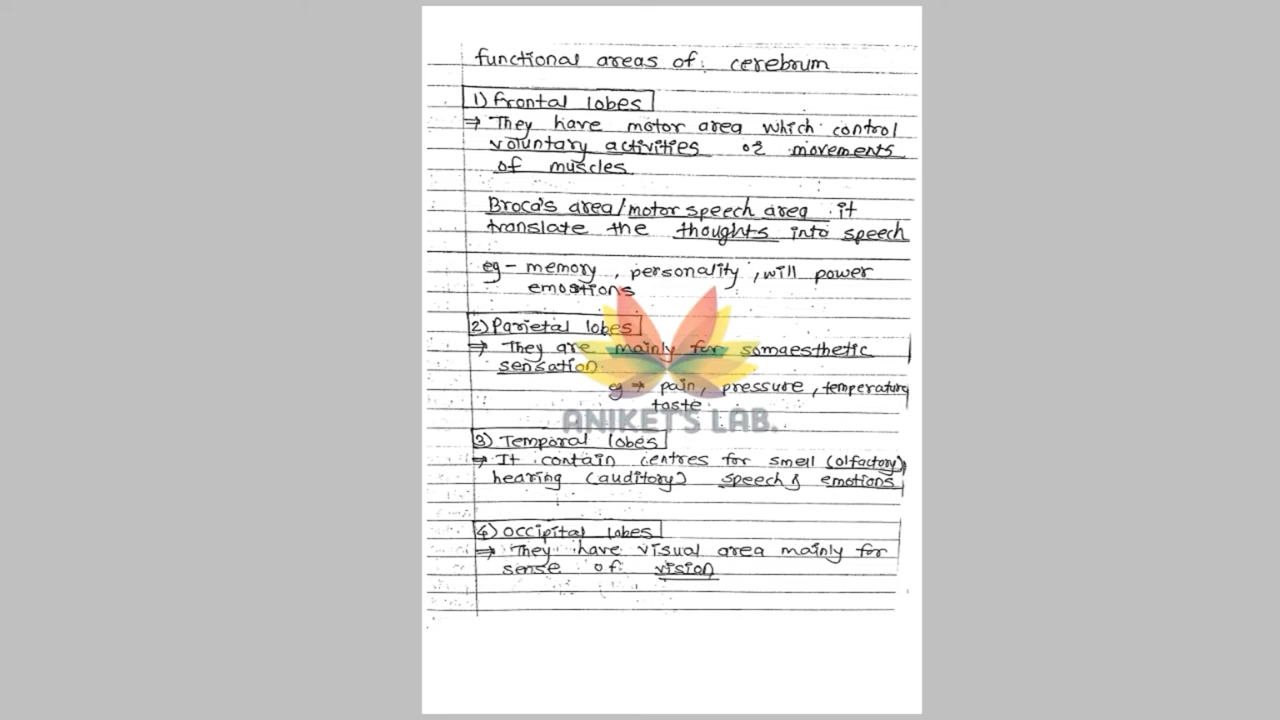 functional areas of cerebrum
1) Frontal lobes
⇒ They have motor area which control
voluntary activities or movements
of muscles
Broca's area/motor speech area it
translate the thoughts into speech
eg - memory, personality, will power
emotions
2) Parietal lobes
⇒ They are mainly for somaesthetic
sensation
eg → pain, pressure, temperature
taste
ANIKET'S LAB.
3) Temporal lobes
⇒ It contain centres for smell (olfactory)
hearing (auditory) speech & emotions
4) Occipital lobes
⇒ They have visual area mainly for
sense of vision